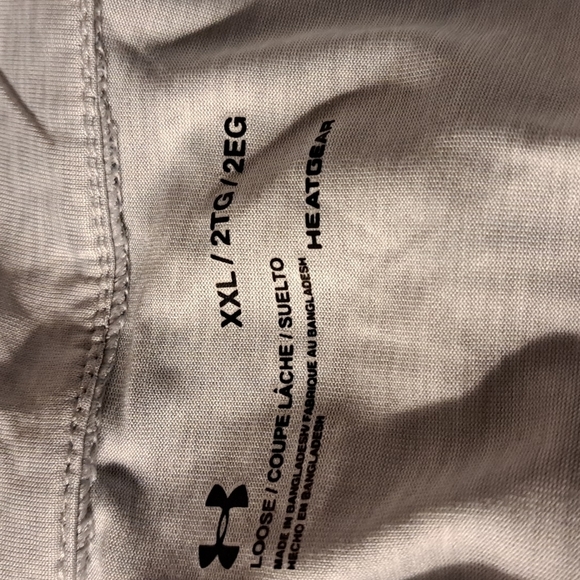 XXL / 2TG / 2EG
LOOSE / COUPE LÂCHE / SUELTO
MADE IN BANGLADESH/ FABRIQUÉ AU BANGLADESH
HECHO EN BANGLADESH
HEATGEAR